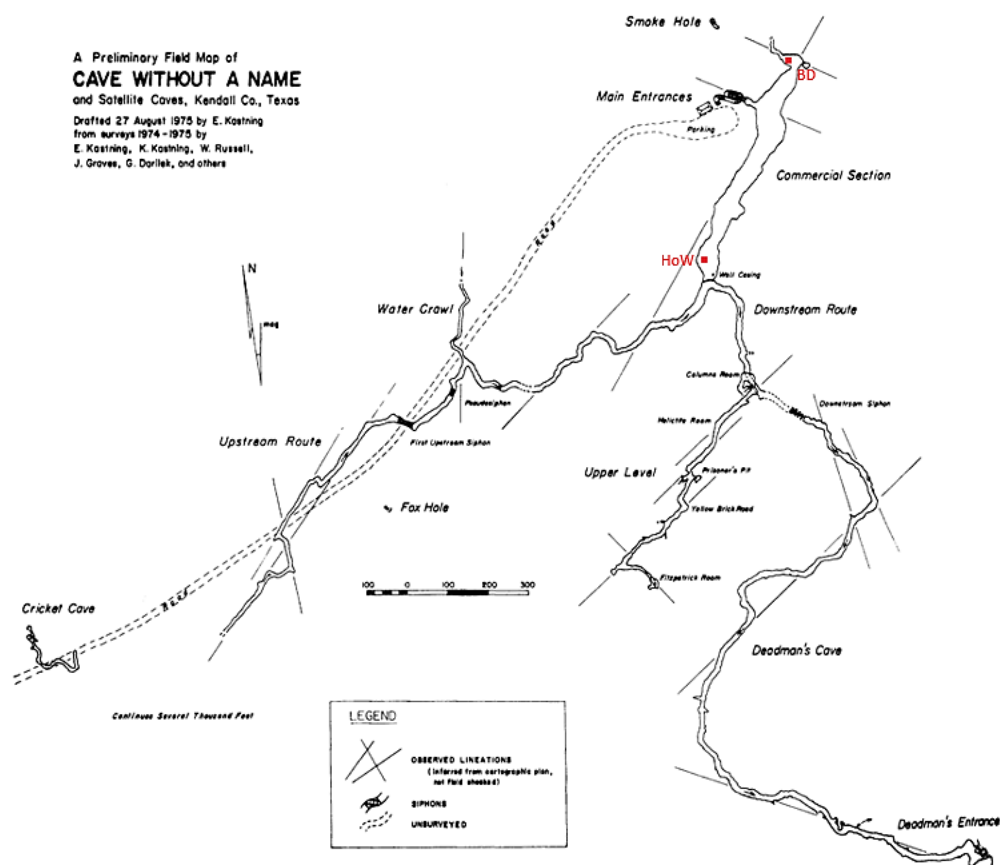 A Preliminary Field Map of
CAVE WITHOUT A NAME
and Satellite Caves, Kendall Co., Texas
Drafted 27 August 1975 by E. Kastning
from surveys 1974-1975 by
E. Kastning, K. Kastning, W. Russell,
J. Graves, G. Darilek, and others
Smoke Hole
BD
Main Entrances
Parking
Commercial Section
Road
HoW
Well Casing
N
mag
Water Crawl
Downstream Route
Columns Room
Pseudosiphon
Downstream Siphon
Helictite Room
Upstream Route
First Upstream Siphon
Upper Level
Prisoner's Pit
Fox Hole
Yellow Brick Road
100 0 100 200 300
Fitzpatrick Room
Road
Cricket Cave
Deadman's Cave
Continues Several Thousand Feet
LEGEND
OBSERVED LINEATIONS
(inferred from cartographic plan,
not field checked)
SIPHONS
UNSURVEYED
Deadman's Entrance